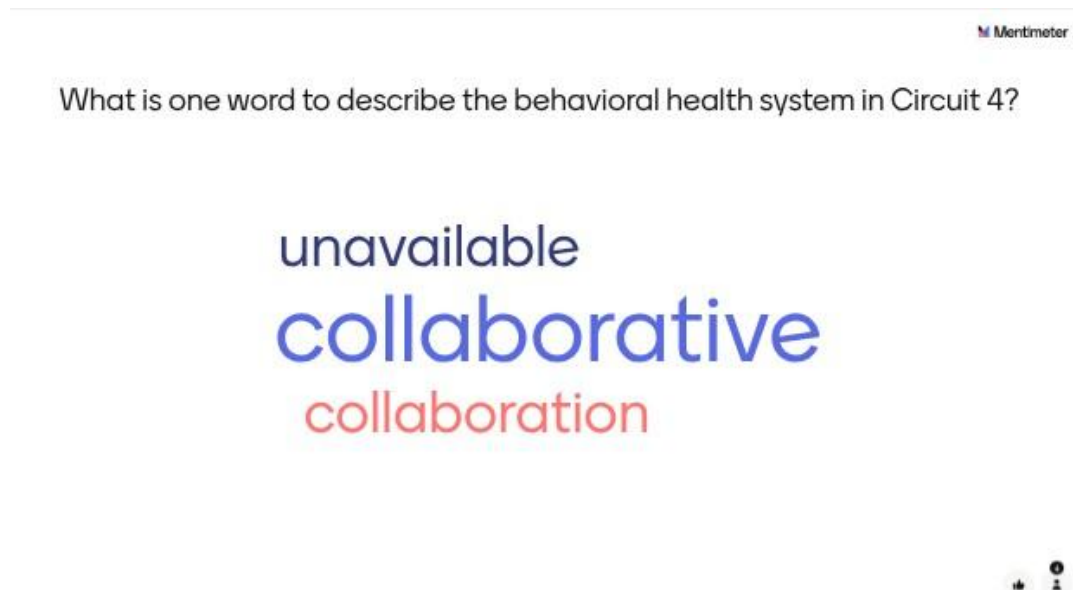 Mentimeter
What is one word to describe the behavioral health system in Circuit 4?
unavailable
collaborative
collaboration